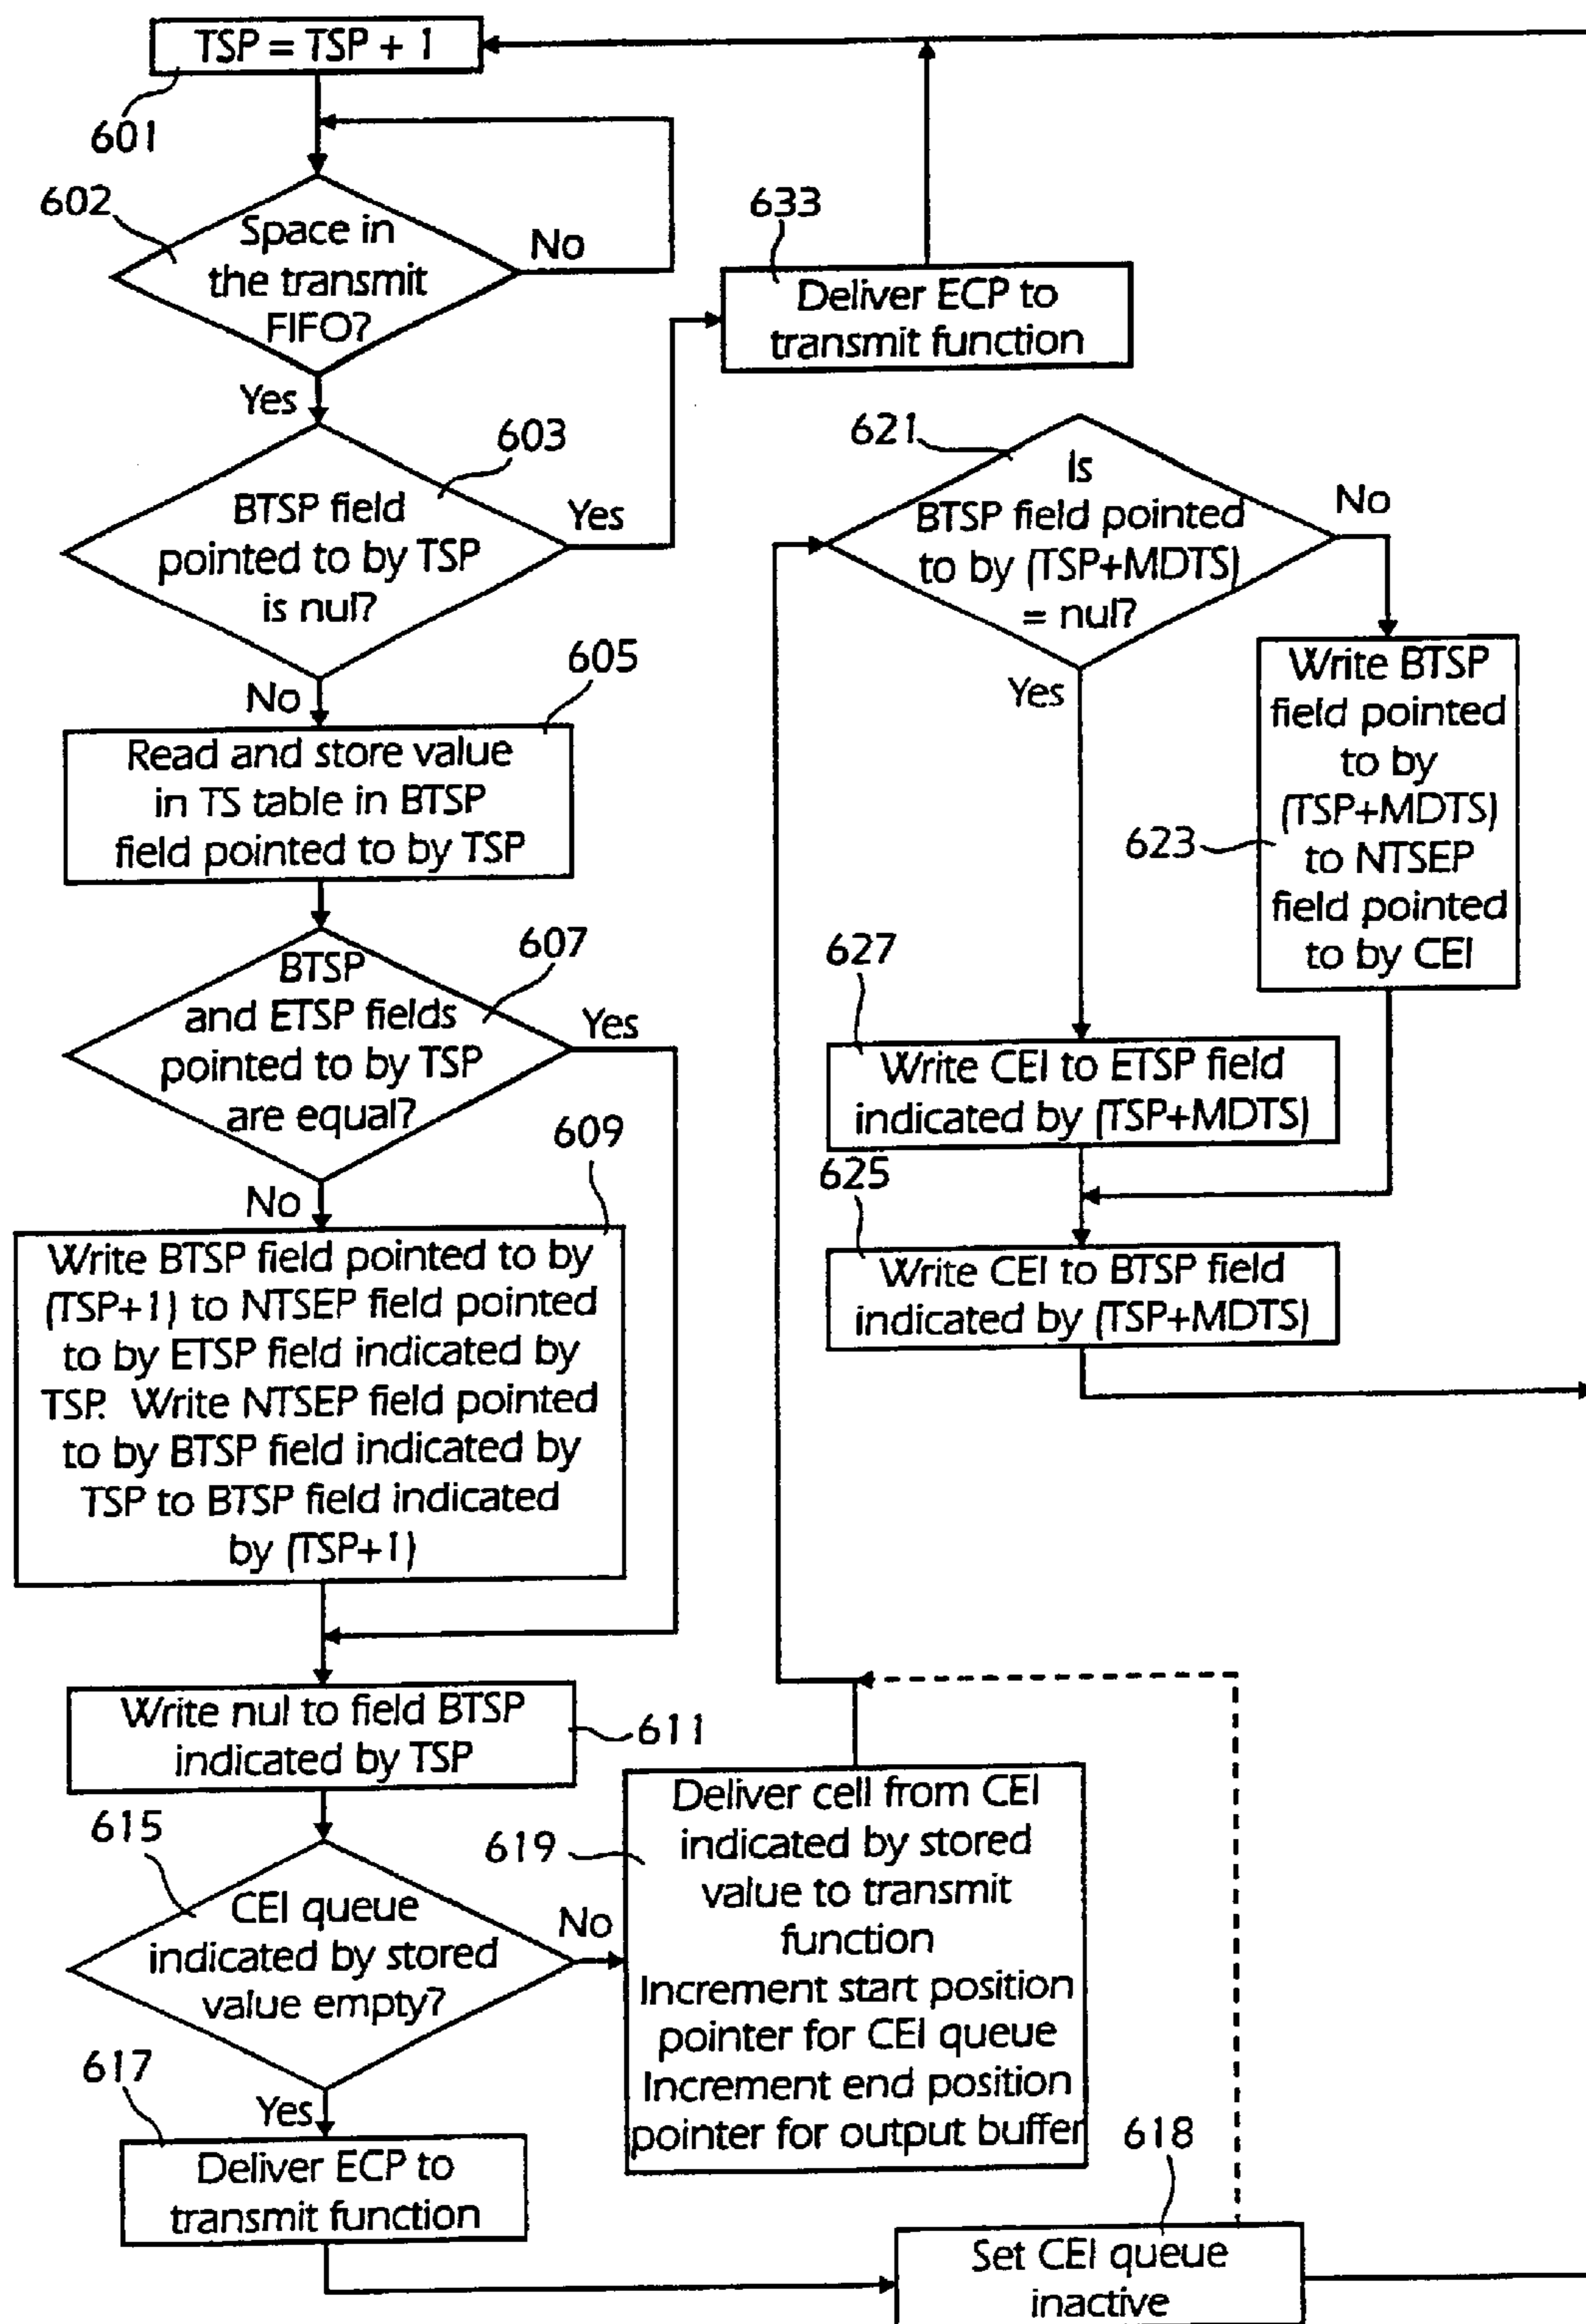 TSP = TSP + 1
601
602
Space in
the transmit
FIFO?
No
Yes
633
Deliver ECP to
transmit function
603
BTSP field
pointed to by TSP
is nul?
Yes
No
605
Read and store value
in TS table in BTSP
field pointed to by TSP
607
BTSP
and ETSP fields
pointed to by TSP
are equal?
Yes
No
609
Write BTSP field pointed to by
(TSP+1) to NTSEP field pointed
to by ETSP field indicated by
TSP. Write NTSEP field pointed
to by BTSP field indicated by
TSP to BTSP field indicated
by (TSP+1)
Write nul to field BTSP
indicated by TSP
611
615
CEI queue
indicated by stored
value empty?
No
Yes
617
Deliver ECP to
transmit function
619
Deliver cell from CEI
indicated by stored
value to transmit
function
Increment start position
pointer for CEI queue
Increment end position
pointer for output buffer
618
Set CEI queue
inactive
621
Is
BTSP field pointed
to by (TSP+MDTS)
= nul?
No
Yes
Write BTSP
field pointed
to by
(TSP+MDTS)
to NTSEP
field pointed
to by CEI
623
627
Write CEI to ETSP field
indicated by (TSP+MDTS)
625
Write CEI to BTSP field
indicated by (TSP+MDTS)